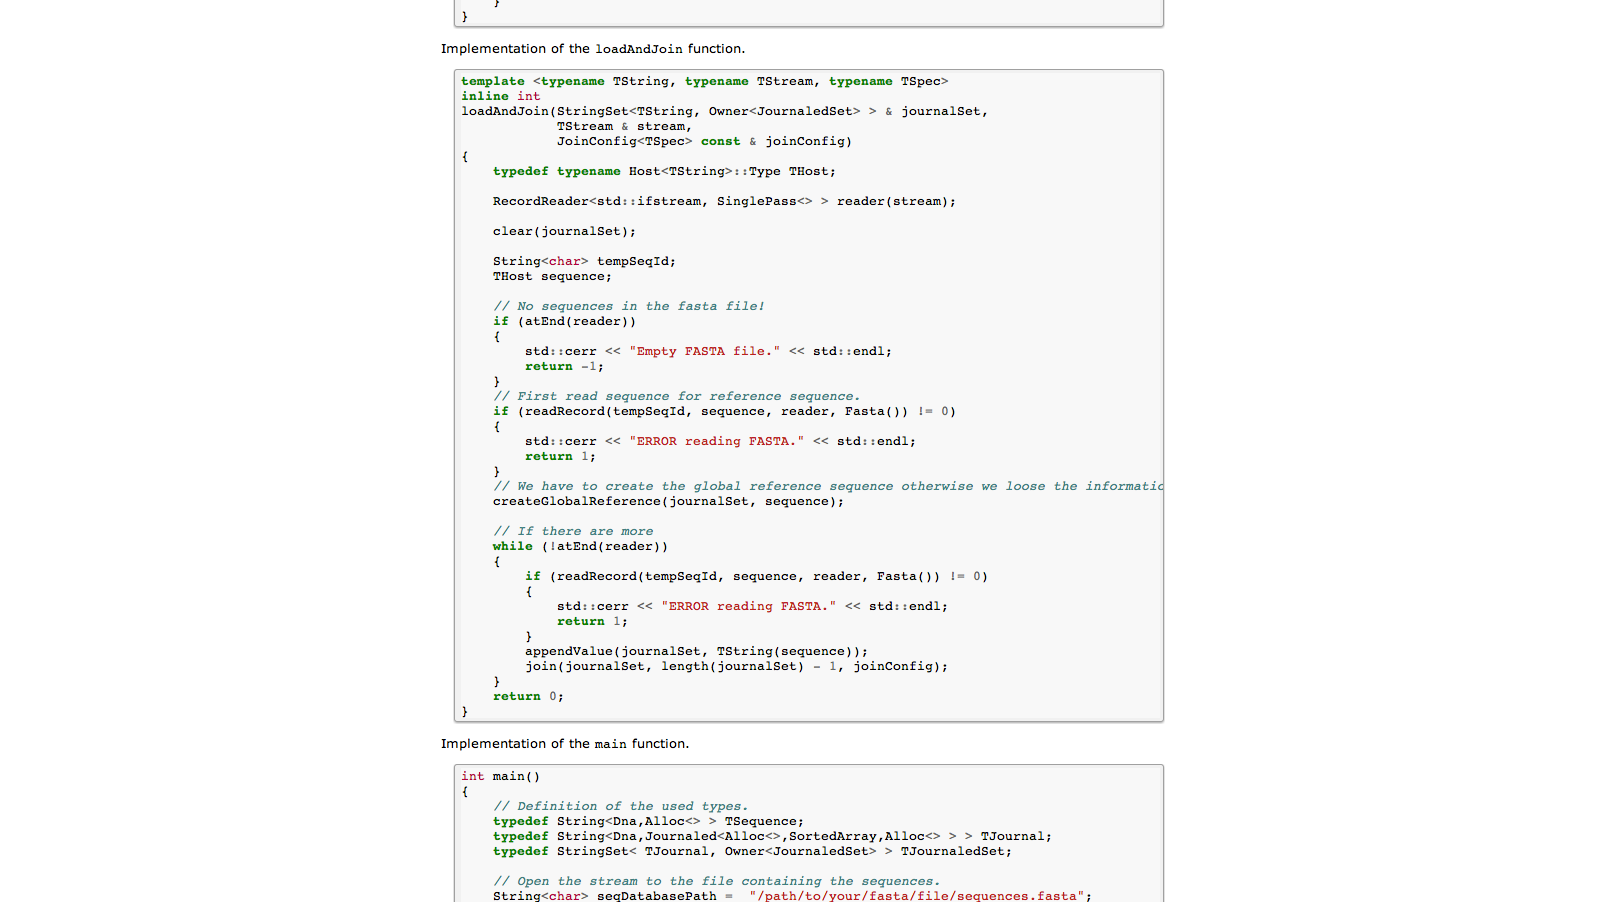 }
}
Implementation of the loadAndJoin function.
template <typename TString, typename TStream, typename TSpec>
inline int
loadAndJoin(StringSet<TString, Owner<JournaledSet> > & journalSet,
            TStream & stream,
            JoinConfig<TSpec> const & joinConfig)
{
    typedef typename Host<TString>::Type THost;

    RecordReader<std::ifstream, SinglePass<> > reader(stream);

    clear(journalSet);

    String<char> tempSeqId;
    THost sequence;

    // No sequences in the fasta file!
    if (atEnd(reader))
    {
        std::cerr << "Empty FASTA file." << std::endl;
        return -1;
    }
    // First read sequence for reference sequence.
    if (readRecord(tempSeqId, sequence, reader, Fasta()) != 0)
    {
        std::cerr << "ERROR reading FASTA." << std::endl;
        return 1;
    }
    // We have to create the global reference sequence otherwise we loose the informatic
    createGlobalReference(journalSet, sequence);

    // If there are more
    while (!atEnd(reader))
    {
        if (readRecord(tempSeqId, sequence, reader, Fasta()) != 0)
        {
            std::cerr << "ERROR reading FASTA." << std::endl;
            return 1;
        }
        appendValue(journalSet, TString(sequence));
        join(journalSet, length(journalSet) - 1, joinConfig);
    }
    return 0;
}
Implementation of the main function.
int main()
{
    // Definition of the used types.
    typedef String<Dna,Alloc<> > TSequence;
    typedef String<Dna,Journaled<Alloc<>,SortedArray,Alloc<> > > TJournal;
    typedef StringSet< TJournal, Owner<JournaledSet> > TJournaledSet;

    // Open the stream to the file containing the sequences.
    String<char> seqDatabasePath =  "/path/to/your/fasta/file/sequences.fasta";